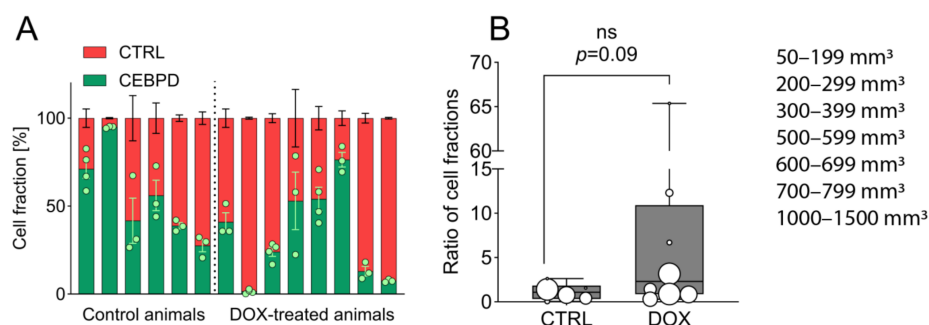 A
CTRL
CEBPD
Cell fraction [%]
100
50
0
Control animals
DOX-treated animals
B
ns
p=0.09
Ratio of cell fractions
70
65
60
15
10
5
0
CTRL
DOX
50–199 mm³
200–299 mm³
300–399 mm³
500–599 mm³
600–699 mm³
700–799 mm³
1000–1500 mm³